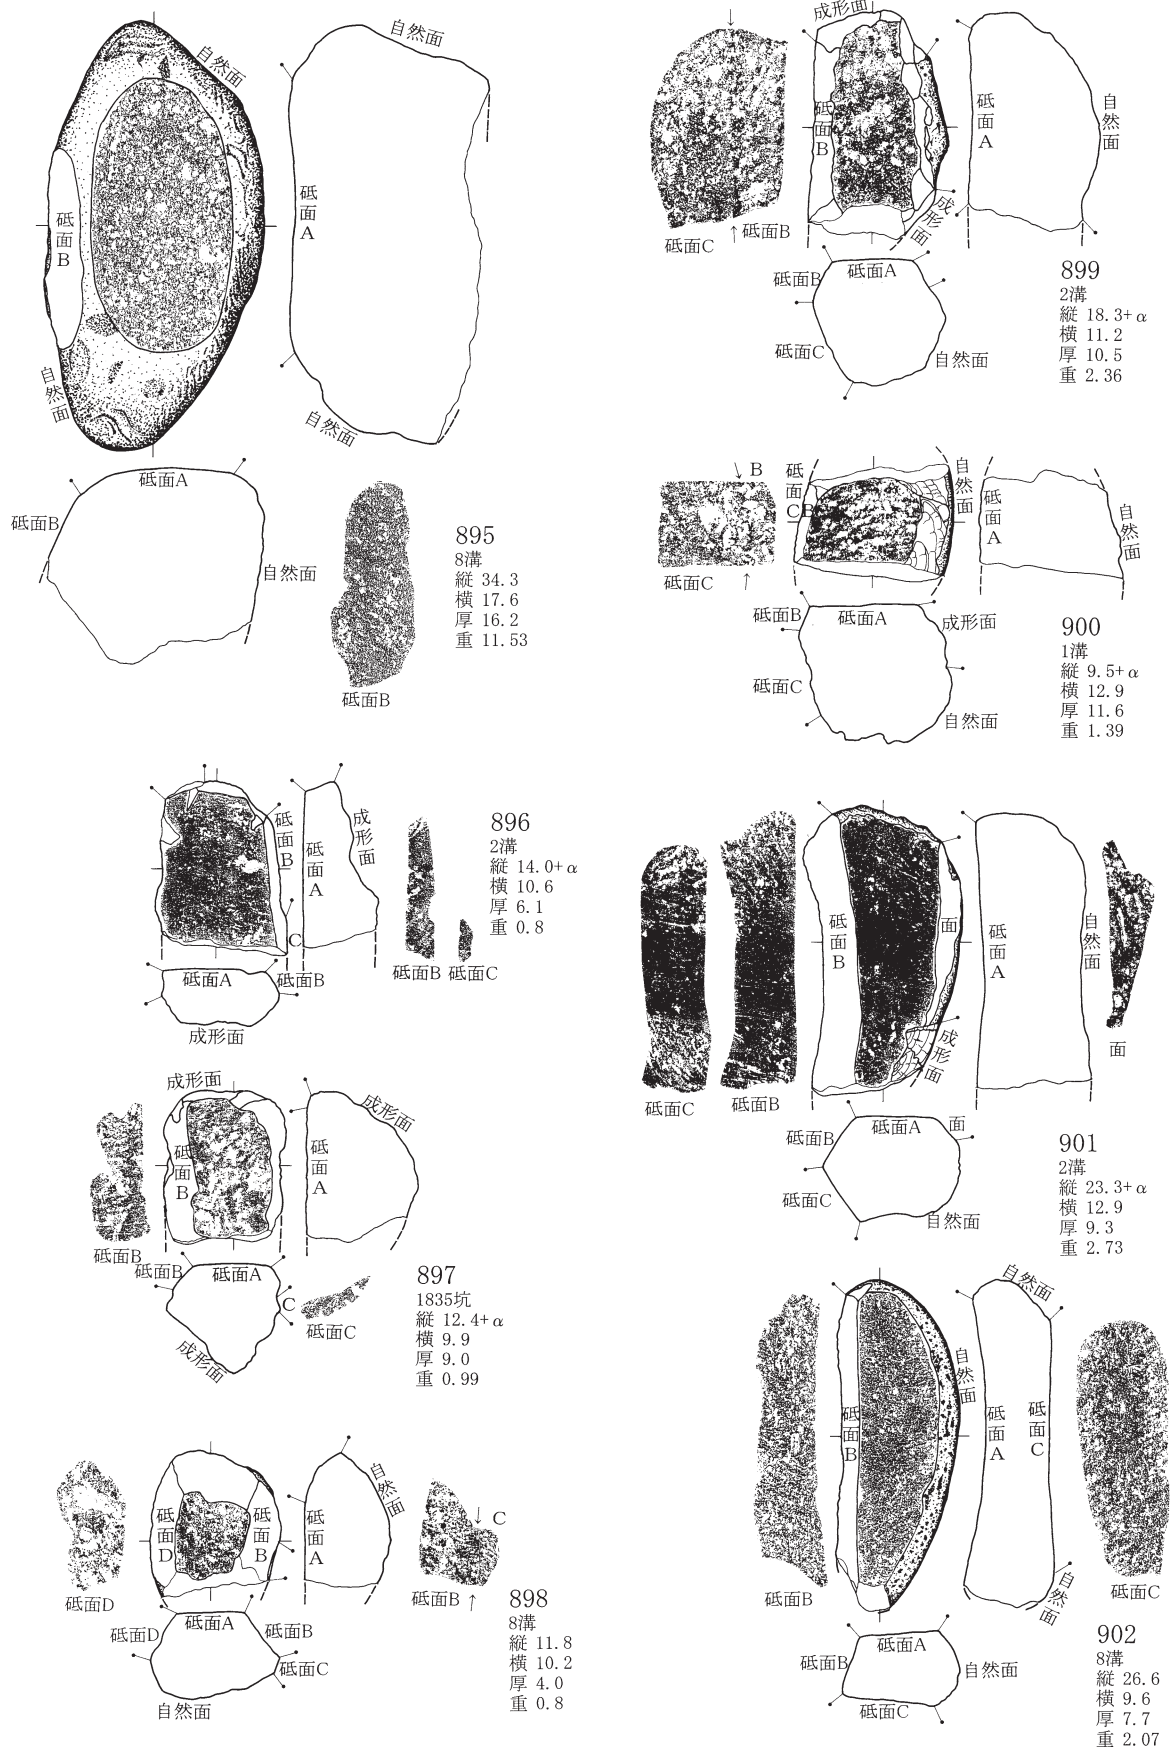 自然面
自然面
砥面B
砥面A
自然面
自然面
砥面A
砥面B
自然面
砥面B
895
8溝
縦 34.3
横 17.6
厚 16.2
重 11.53
砥面B
砥面A
成形面
C
砥面A
砥面B
成形面
砥面B
砥面C
896
2溝
縦 14.0+α
横 10.6
厚 6.1
重 0.8
成形面
砥面B
砥面A
成形面
砥面B
砥面B
砥面A
C
成形面
砥面C
897
1835坑
縦 12.4+α
横 9.9
厚 9.0
重 0.99
砥面D
砥面B
砥面A
自然面
C
砥面D
砥面B
砥面A
砥面D
砥面B
砥面C
自然面
898
8溝
縦 11.8
横 10.2
厚 4.0
重 0.8
成形面
砥面B
砥面A
自然面
成形面
砥面C
砥面B
砥面B
砥面A
砥面C
自然面
899
2溝
縦 18.3+α
横 11.2
厚 10.5
重 2.36
B
砥面C
B
自然面
砥面A
自然面
砥面C
砥面B
砥面A
成形面
砥面C
自然面
900
1溝
縦 9.5+α
横 12.9
厚 11.6
重 1.39
砥面B
面
砥面A
自然面
成形面
面
砥面C
砥面B
砥面A
面
砥面B
砥面C
自然面
901
2溝
縦 23.3+α
横 12.9
厚 9.3
重 2.73
自然面
自然面
砥面B
砥面A
砥面C
自然面
砥面B
砥面C
砥面A
砥面B
自然面
砥面C
902
8溝
縦 26.6
横 9.6
厚 7.7
重 2.07